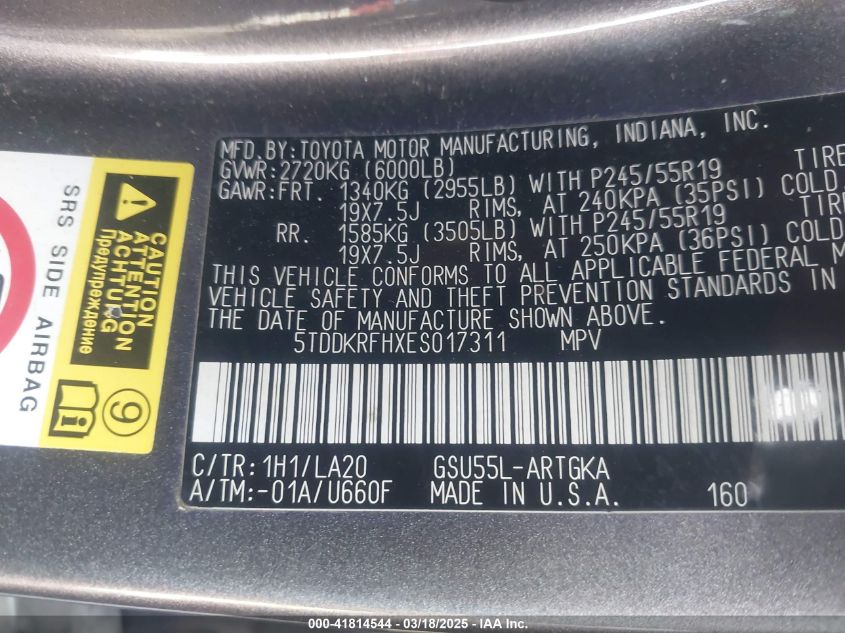 MFD.BY:TOYOTA MOTOR MANUFACTURING, INDIANA, INC.
GVWR:2720KG (6000LB)
GAWR:FRT. 1340KG (2955LB) WITH P245/55R19 TIRE
19X7.5J RIMS, AT 240KPA (35PSI) COLD
RR. 1585KG (3505LB) WITH P245/55R19 TIRE
19X7.5J RIMS, AT 250KPA (36PSI) COLD
THIS VEHICLE CONFORMS TO ALL APPLICABLE FEDERAL M
VEHICLE SAFETY AND THEFT PREVENTION STANDARDS IN
THE DATE OF MANUFACTURE SHOWN ABOVE.
5TDDKRFHXES017311 MPV
C/TR:1H1/LA20 GSU55L-ARTGKA
A/TM:-01A/U660F MADE IN U.S.A. 160
SRS SIDE AIRBAG
CAUTION
ATTENTION
ACHTUNG
Предупреждение
9
000-41814544 - 03/18/2025 - IAA Inc.